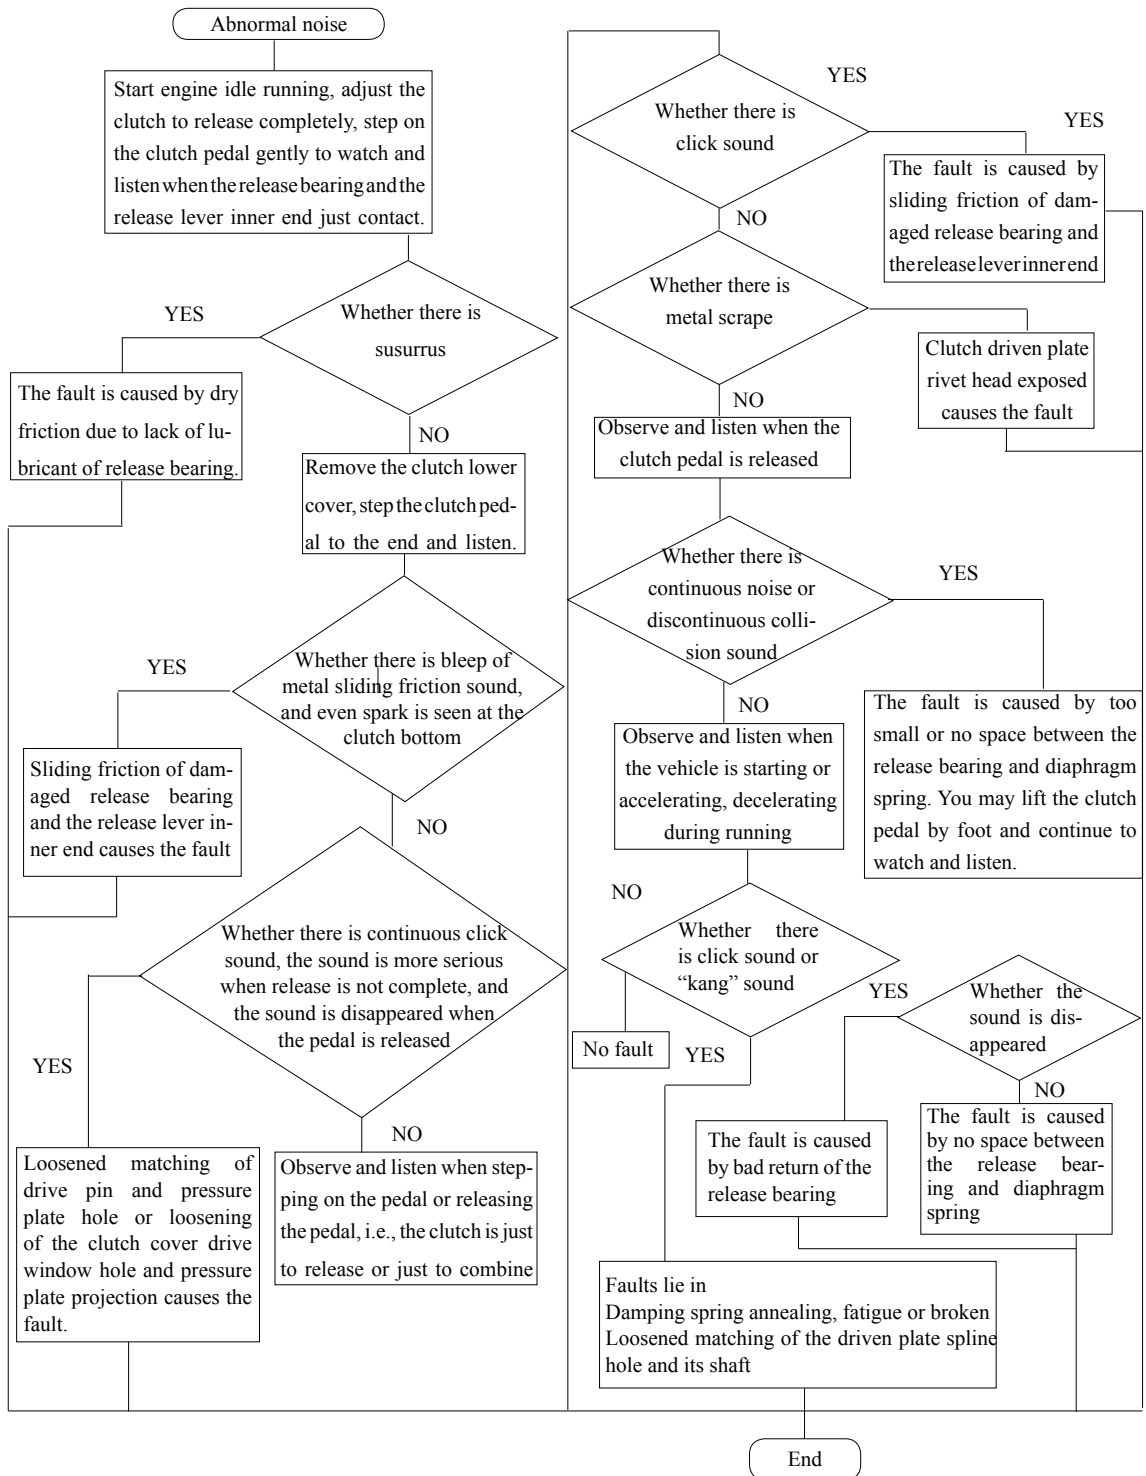 Abnormal noise
Start engine idle running, adjust the
clutch to release completely, step on
the clutch pedal gently to watch and
listen when the release bearing and the
release lever inner end just contact.
YES
Whether there is
susurrus
The fault is caused by dry
friction due to lack of lu-
bricant of release bearing.
NO
Remove the clutch lower
cover, step the clutch ped-
al to the end and listen.
YES
Whether there is bleep of
metal sliding friction sound,
and even spark is seen at the
clutch bottom
Sliding friction of dam-
aged release bearing
and the release lever in-
ner end causes the fault
NO
Whether there is continuous click
sound, the sound is more serious
when release is not complete, and
the sound is disappeared when
the pedal is released
YES
NO
Loosened matching of
drive pin and pressure
plate hole or loosening
of the clutch cover drive
window hole and pressure
plate projection causes the
fault.
Observe and listen when step-
ping on the pedal or releasing
the pedal, i.e., the clutch is just
to release or just to combine
YES
Whether there is
click sound
YES
The fault is caused by
sliding friction of dam-
aged release bearing and
the release lever inner end
NO
Whether there is
metal scrape
Clutch driven plate
rivet head exposed
causes the fault
NO
Observe and listen when the
clutch pedal is released
Whether there is
continuous noise or
discontinuous colli-
sion sound
YES
NO
The fault is caused by too
small or no space between the
release bearing and diaphragm
spring. You may lift the clutch
pedal by foot and continue to
watch and listen.
Observe and listen when
the vehicle is starting or
accelerating, decelerating
during running
NO
Whether there
is click sound or
“kang” sound
No fault
YES
YES
Whether the
sound is dis-
appeared
NO
The fault is caused
by bad return of the
release bearing
The fault is caused
by no space between
the release bear-
ing and diaphragm
spring
Faults lie in
Damping spring annealing, fatigue or broken
Loosened matching of the driven plate spline
hole and its shaft
End